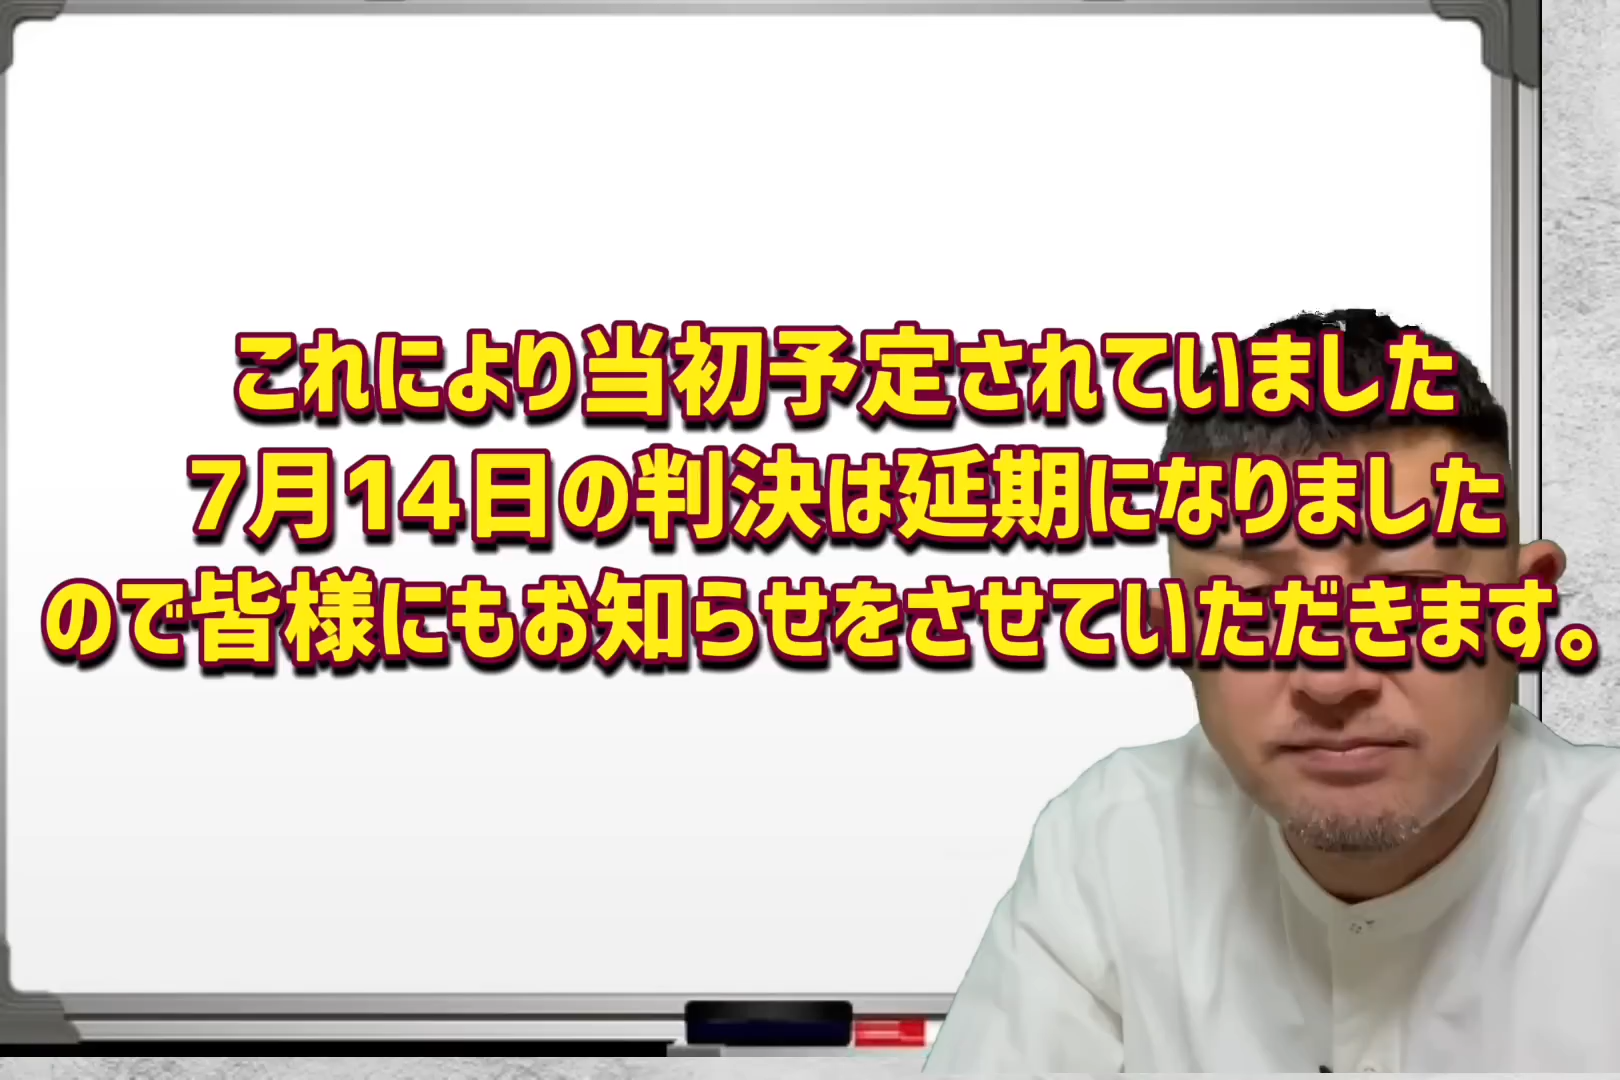 これにより当初予定されていました
7月14日の判決は延期になりました
ので皆様にもお知らせをさせていただきます。